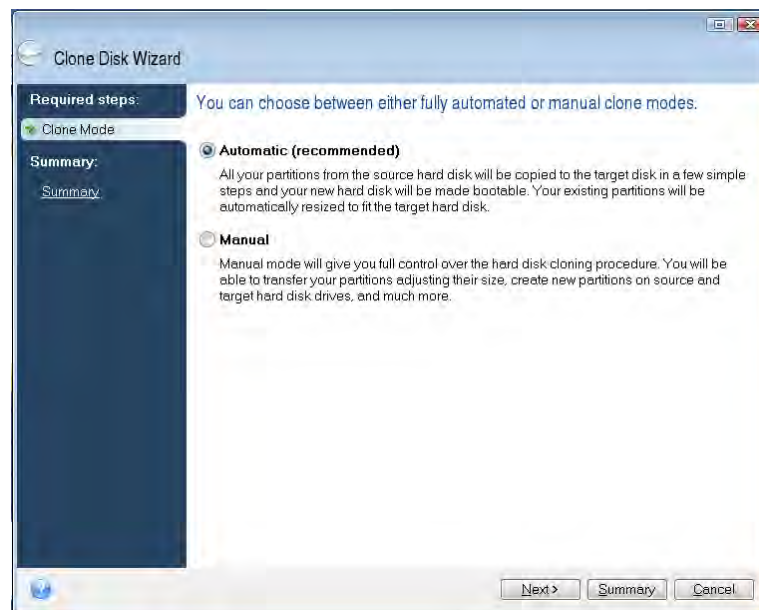 Clone Disk Wizard
Required steps:
Clone Mode
Summary:
Summary
You can choose between either fully automated or manual clone modes.
Automatic (recommended)
All your partitions from the source hard disk will be copied to the target disk in a few simple
steps and your new hard disk will be made bootable. Your existing partitions will be
automatically resized to fit the target hard disk.
Manual
Manual mode will give you full control over the hard disk cloning procedure. You will be
able to transfer your partitions adjusting their size, create new partitions on source and
target hard disk drives, and much more.
Next >
Summary
Cancel